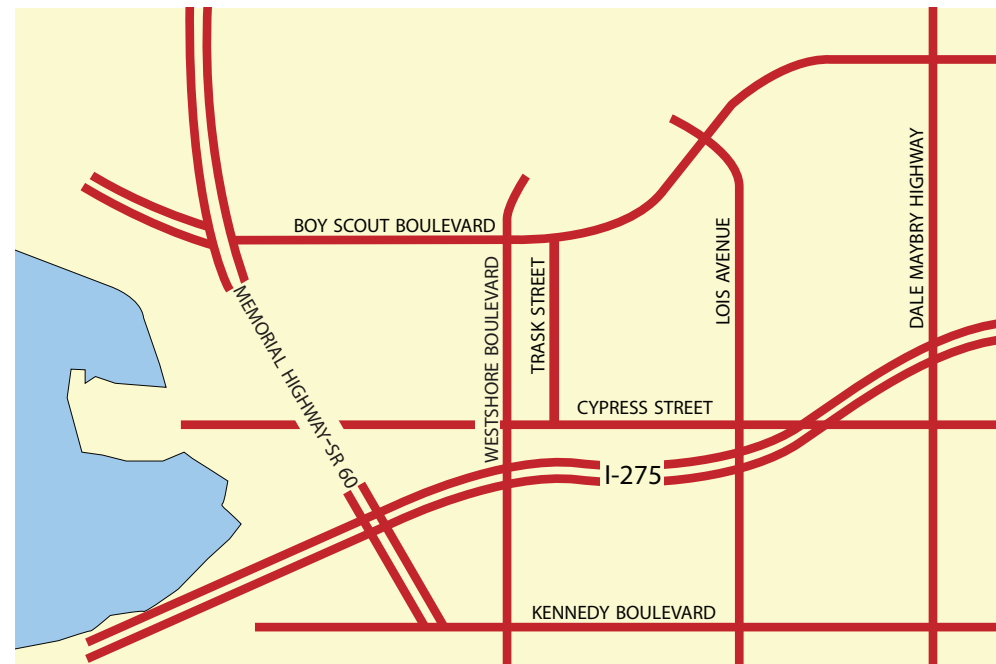 BOY SCOUT BOULEVARD
MEMORIAL HIGHWAY-SR 60
WESTSHORE BOULEVARD
TRASK STREET
LOIS AVENUE
DALE MAYBRY HIGHWAY
CYPRESS STREET
I-275
KENNEDY BOULEVARD